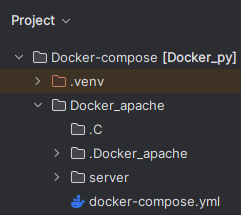 Project
Docker-compose [Docker_py]
.venv
Docker_apache
.C
.Docker_apache
server
docker-compose.yml